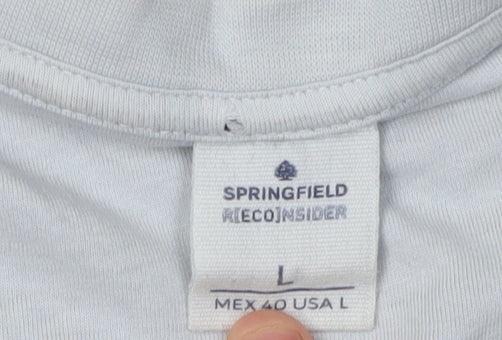 SPRINGFIELD
R[ECO]NSIDER
L
MEX 40 USA L